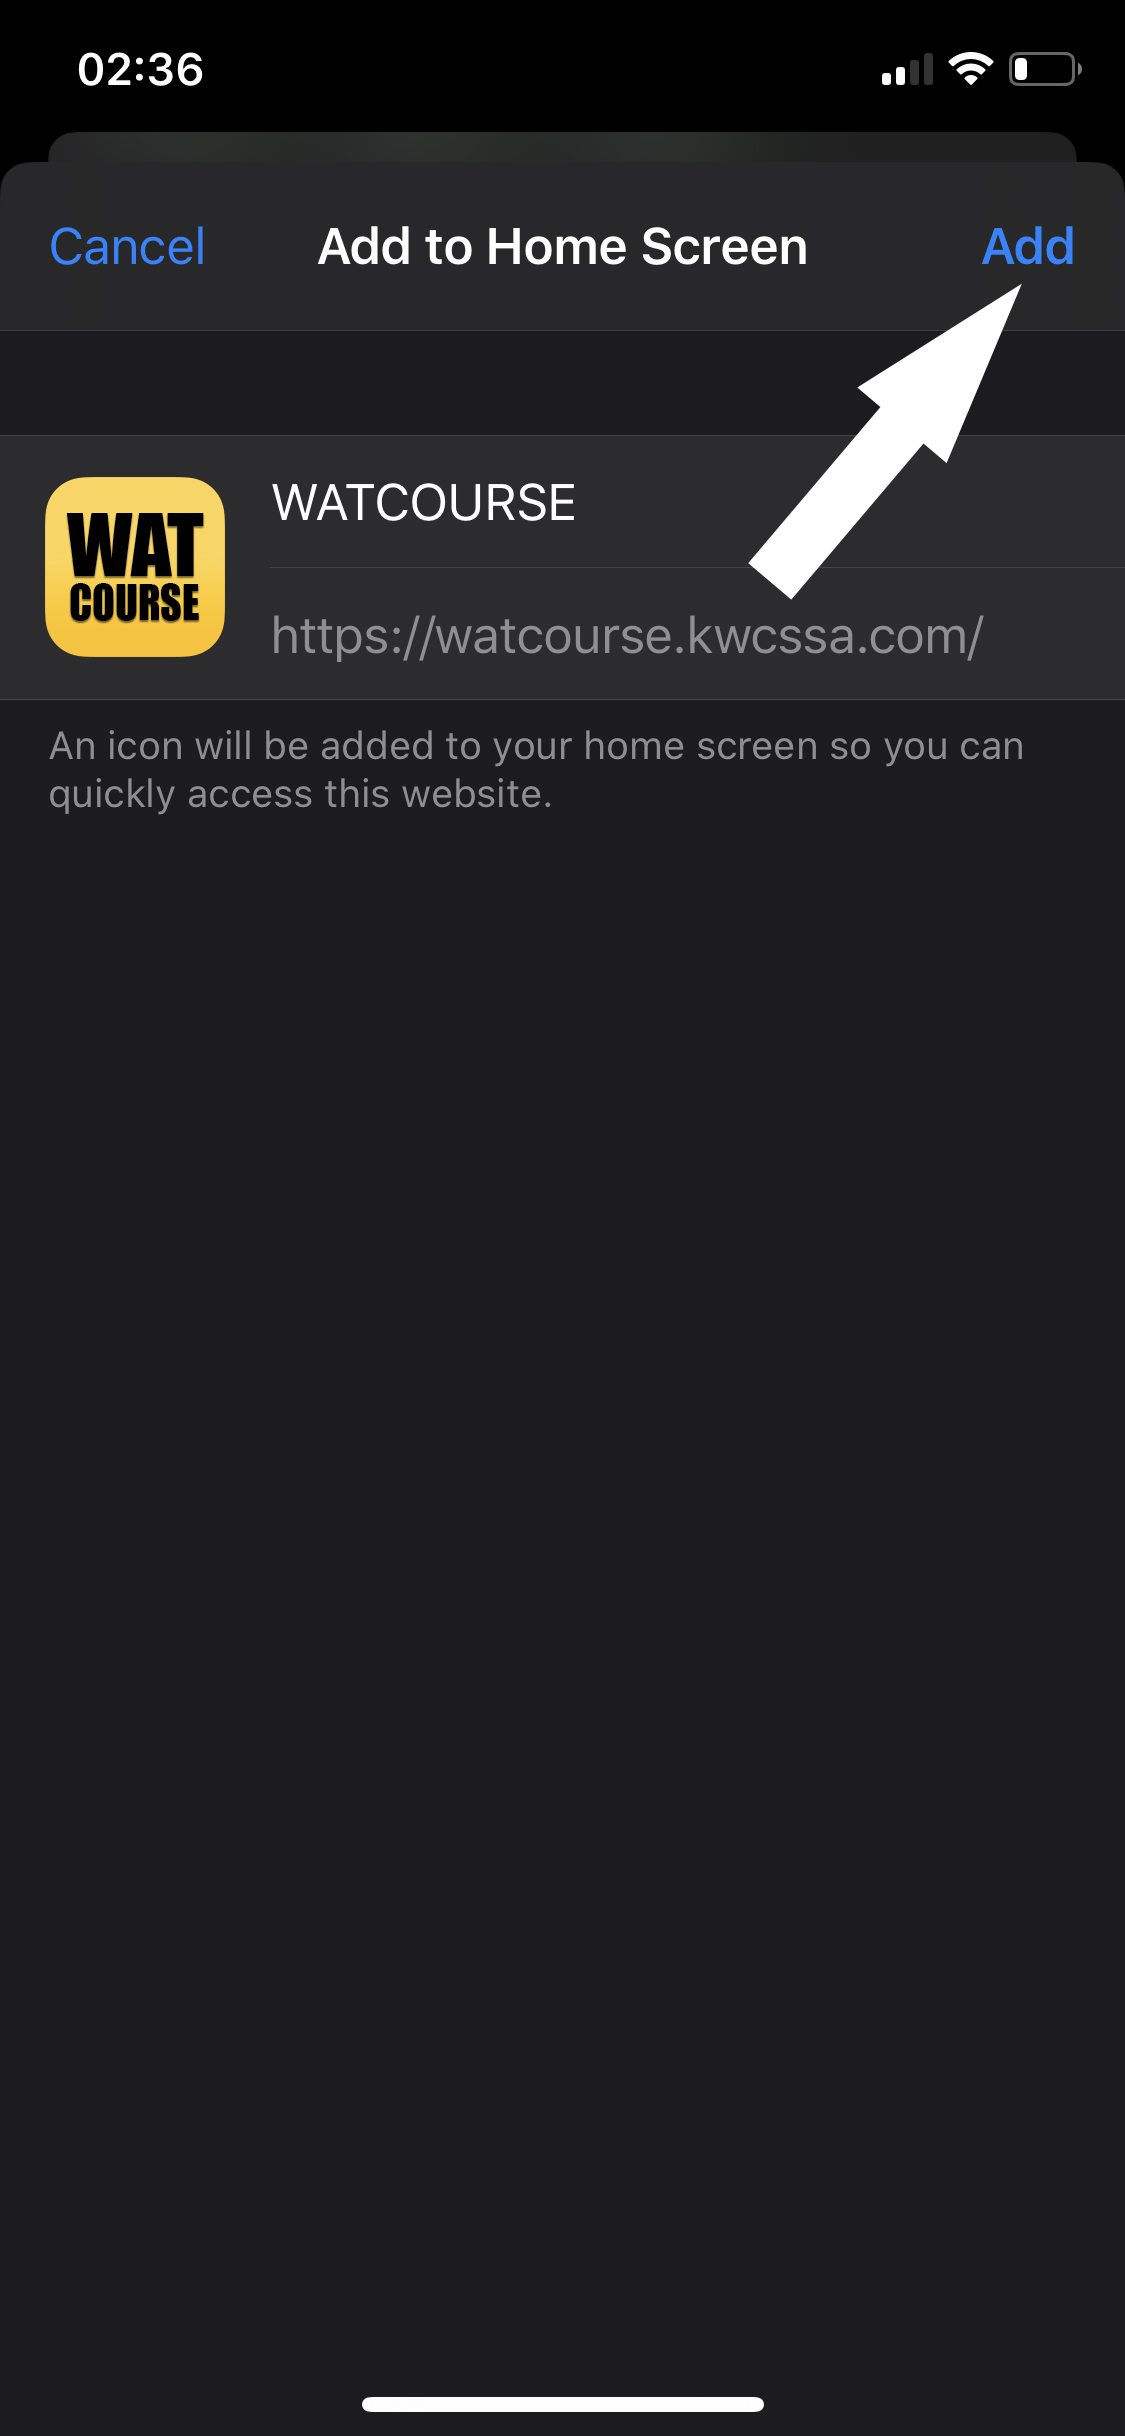 02:36
Cancel
Add to Home Screen
Add
WAT
COURSE
WATCOURSE
https://watcourse.kwcssa.com/
An icon will be added to your home screen so you can
quickly access this website.